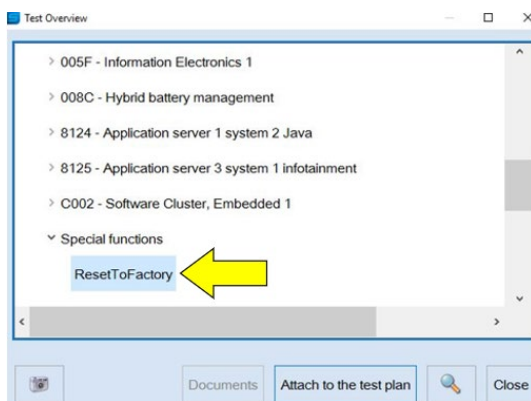 Test Overview
005F - Information Electronics 1
008C - Hybrid battery management
8124 - Application server 1 system 2 Java
8125 - Application server 3 system 1 infotainment
C002 - Software Cluster, Embedded 1
Special functions
ResetToFactory
Documents Attach to the test plan Close